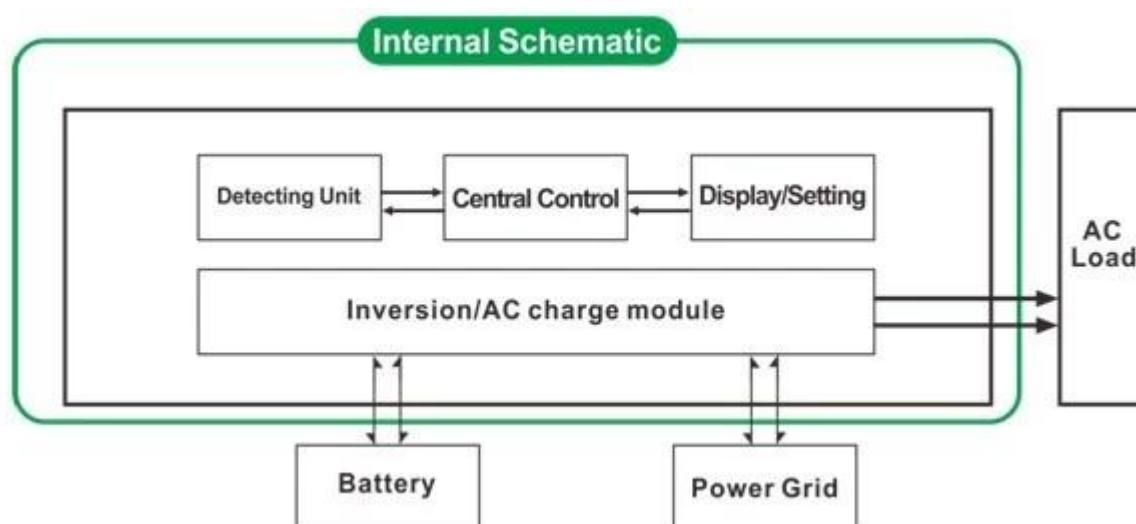 Internal Schematic
Detecting Unit
Central Control
Display/Setting
AC
Load
Inversion/AC charge module
Battery
Power Grid